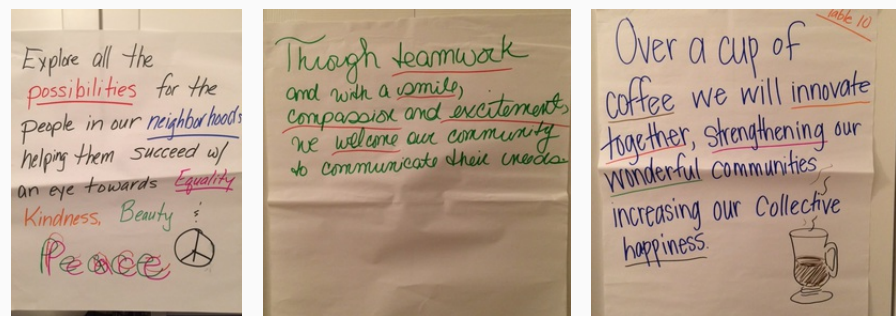 Explore all the
possibilities for the
people in our neighborhoods
helping them succeed w/
an eye towards Equality
Kindness, Beauty &
Peace
Through teamwork
and with a smile,
compassion and excitement,
we welcome our community
to communicate their needs
Table 10
Over a cup of
coffee we will innovate
together, strengthening our
wonderful communities
increasing our Collective
happiness.